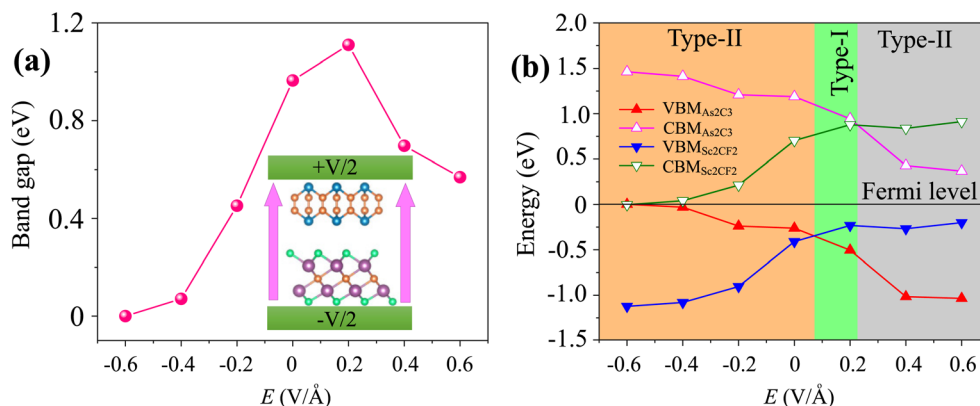 (a)
Band gap (eV)
1.2
0.8
0.4
0
+V/2
-V/2
-0.6 -0.4 -0.2 0 0.2 0.4 0.6
E (V/Å)
(b)
Energy (eV)
2.0
1.5
1.0
0.5
0
-0.5
-1.0
-1.5
Type-II
Type-I
Type-II
VBMAs2C3
CBMAs2C3
VBMSc2CF2
CBMSc2CF2
Fermi level
-0.6 -0.4 -0.2 0 0.2 0.4 0.6
E (V/Å)